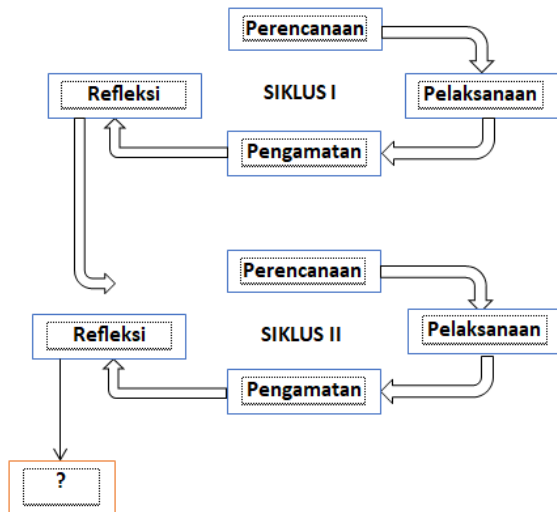 Perencanaan
Refleksi
SIKLUS I
Pelaksanaan
Pengamatan
Perencanaan
Refleksi
SIKLUS II
Pelaksanaan
Pengamatan
?